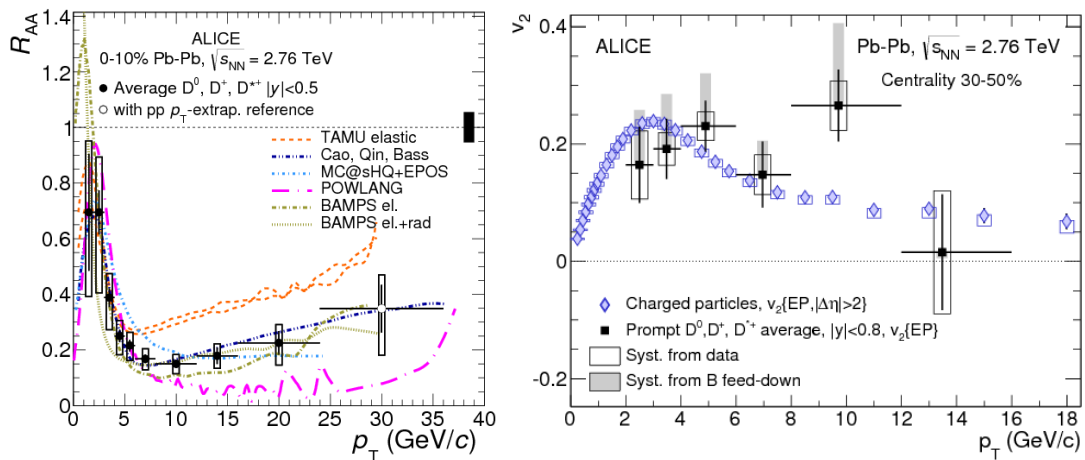 R_AA
1.4
1.2
1
0.8
0.6
0.4
0.2
0
ALICE
0-10% Pb-Pb, √s_NN = 2.76 TeV
Average D⁰, D⁺, D*⁺ |y|<0.5
with pp p_T-extrap. reference
TAMU elastic
Cao, Qin, Bass
MC@sHQ+EPOS
POWLANG
BAMPS el.
BAMPS el.+rad
0 5 10 15 20 25 30 35 40
p_T (GeV/c)
v₂
0.4
0.2
0
-0.2
ALICE
Pb-Pb, √s_NN = 2.76 TeV
Centrality 30-50%
Charged particles, v₂{EP,|Δη|>2}
Prompt D⁰,D⁺, D*⁺ average, |y|<0.8, v₂{EP}
Syst. from data
Syst. from B feed-down
0 2 4 6 8 10 12 14 16 18
p_T (GeV/c)